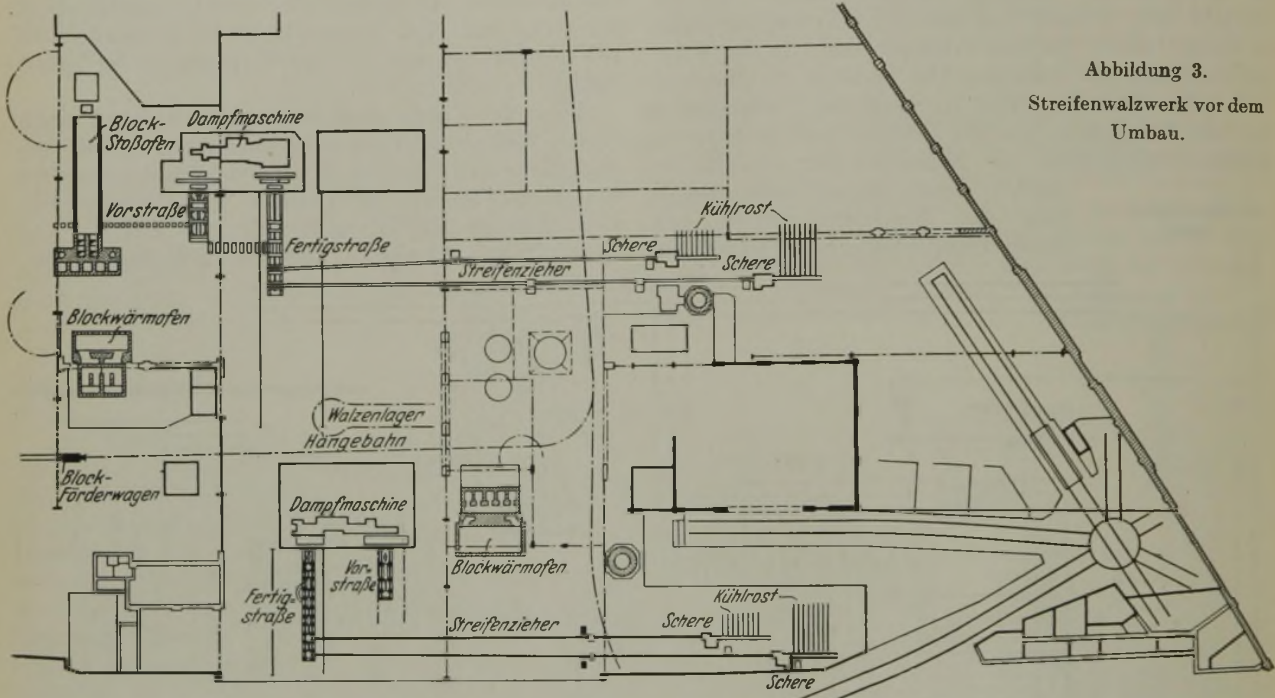 Abbildung 3.
Streifenwalzwerk vor dem
Umbau.
Block-
Stoßofen
Dampfmaschine
Vorstraße
Fertigstraße
Kühlrost
Schere
Streifenzieher
Schere
Blockwärmofen
Walzenlager
Hängebahn
Block-
Förderwagen
Dampfmaschine
Blockwärmofen
Vor-
straße
Fertig-
straße
Kühlrost
Streifenzieher
Schere
Schere